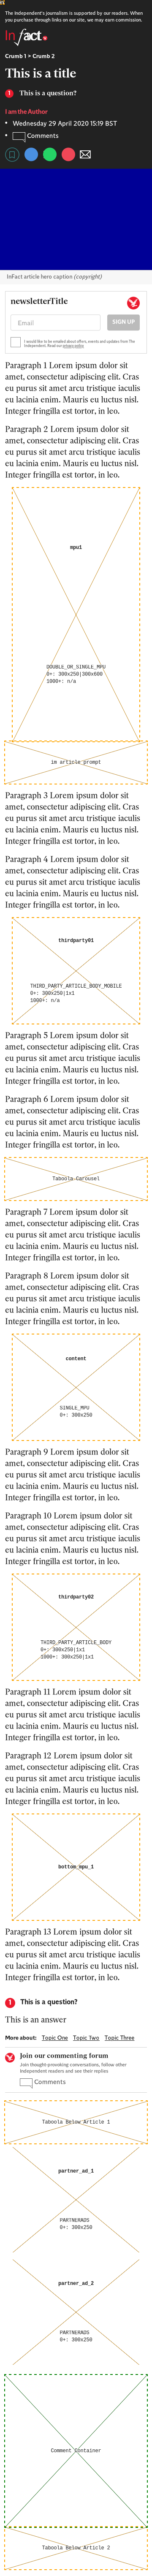 The Independent's journalism is supported by our readers. When
you purchase through links on our site, we may earn commission.
In fact.
Crumb 1 > Crumb 2
This is a title
1 This is a question?
I am the Author
• Wednesday 29 April 2020 15:19 BST
• Comments
InFact article hero caption (copyright)
newsletterTitle
Email
SIGN UP
I would like to be emailed about offers, events and updates from The
Independent. Read our privacy policy
Paragraph 1 Lorem ipsum dolor sit
amet, consectetur adipiscing elit. Cras
eu purus sit amet arcu tristique iaculis
eu lacinia enim. Mauris eu luctus nisl.
Integer fringilla est tortor, in leo.
Paragraph 2 Lorem ipsum dolor sit
amet, consectetur adipiscing elit. Cras
eu purus sit amet arcu tristique iaculis
eu lacinia enim. Mauris eu luctus nisl.
Integer fringilla est tortor, in leo.
mpu1
DOUBLE_OR_SINGLE_MPU
0+: 300x250|300x600
1000+: n/a
im article prompt
Paragraph 3 Lorem ipsum dolor sit
amet, consectetur adipiscing elit. Cras
eu purus sit amet arcu tristique iaculis
eu lacinia enim. Mauris eu luctus nisl.
Integer fringilla est tortor, in leo.
Paragraph 4 Lorem ipsum dolor sit
amet, consectetur adipiscing elit. Cras
eu purus sit amet arcu tristique iaculis
eu lacinia enim. Mauris eu luctus nisl.
Integer fringilla est tortor, in leo.
thirdparty01
THIRD_PARTY_ARTICLE_BODY_MOBILE
0+: 300x250|1x1
1000+: n/a
Paragraph 5 Lorem ipsum dolor sit
amet, consectetur adipiscing elit. Cras
eu purus sit amet arcu tristique iaculis
eu lacinia enim. Mauris eu luctus nisl.
Integer fringilla est tortor, in leo.
Paragraph 6 Lorem ipsum dolor sit
amet, consectetur adipiscing elit. Cras
eu purus sit amet arcu tristique iaculis
eu lacinia enim. Mauris eu luctus nisl.
Integer fringilla est tortor, in leo.
Taboola Carousel
Paragraph 7 Lorem ipsum dolor sit
amet, consectetur adipiscing elit. Cras
eu purus sit amet arcu tristique iaculis
eu lacinia enim. Mauris eu luctus nisl.
Integer fringilla est tortor, in leo.
Paragraph 8 Lorem ipsum dolor sit
amet, consectetur adipiscing elit. Cras
eu purus sit amet arcu tristique iaculis
eu lacinia enim. Mauris eu luctus nisl.
Integer fringilla est tortor, in leo.
content
SINGLE_MPU
0+: 300x250
Paragraph 9 Lorem ipsum dolor sit
amet, consectetur adipiscing elit. Cras
eu purus sit amet arcu tristique iaculis
eu lacinia enim. Mauris eu luctus nisl.
Integer fringilla est tortor, in leo.
Paragraph 10 Lorem ipsum dolor sit
amet, consectetur adipiscing elit. Cras
eu purus sit amet arcu tristique iaculis
eu lacinia enim. Mauris eu luctus nisl.
Integer fringilla est tortor, in leo.
thirdparty02
THIRD_PARTY_ARTICLE_BODY
0+: 300x250|1x1
1000+: 300x250|1x1
Paragraph 11 Lorem ipsum dolor sit
amet, consectetur adipiscing elit. Cras
eu purus sit amet arcu tristique iaculis
eu lacinia enim. Mauris eu luctus nisl.
Integer fringilla est tortor, in leo.
Paragraph 12 Lorem ipsum dolor sit
amet, consectetur adipiscing elit. Cras
eu purus sit amet arcu tristique iaculis
eu lacinia enim. Mauris eu luctus nisl.
Integer fringilla est tortor, in leo.
bottom_mpu_1
Paragraph 13 Lorem ipsum dolor sit
amet, consectetur adipiscing elit. Cras
eu purus sit amet arcu tristique iaculis
eu lacinia enim. Mauris eu luctus nisl.
Integer fringilla est tortor, in leo.
1 This is a question?
This is an answer
More about: Topic One Topic Two Topic Three
Join our commenting forum
Join thought-provoking conversations, follow other
Independent readers and see their replies
Comments
Taboola Below Article 1
partner_ad_1
PARTNERADS
0+: 300x250
partner_ad_2
PARTNERADS
0+: 300x250
Comment Container
Taboola Below Article 2